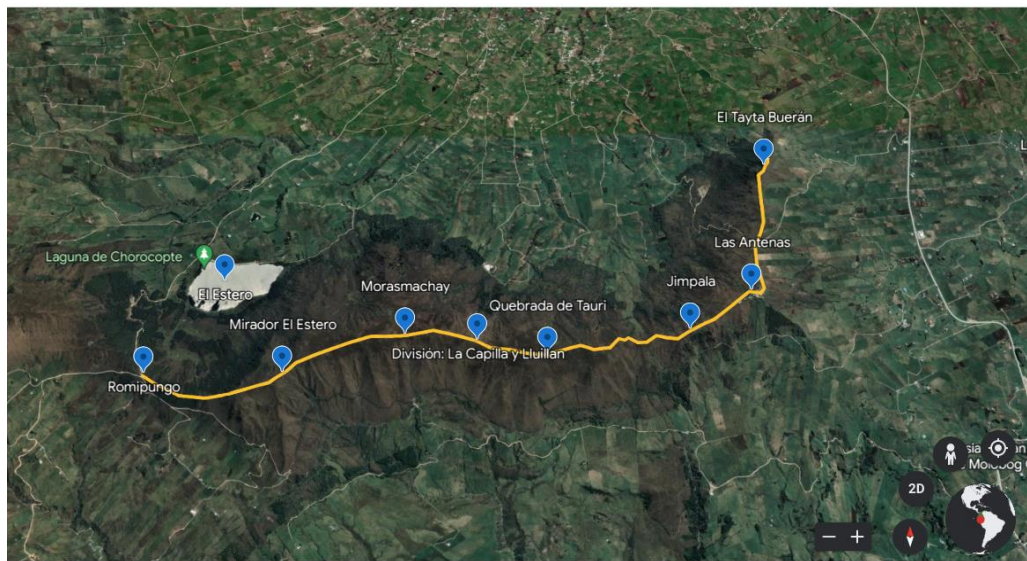 El Tayta Buerán
Las Antenas
Laguna de Chorocopte
El Estero
Jimpala
Morasmachay
Quebrada de Tauri
Mirador El Estero
División: La Capilla y Lluillan
Romipungo
2D